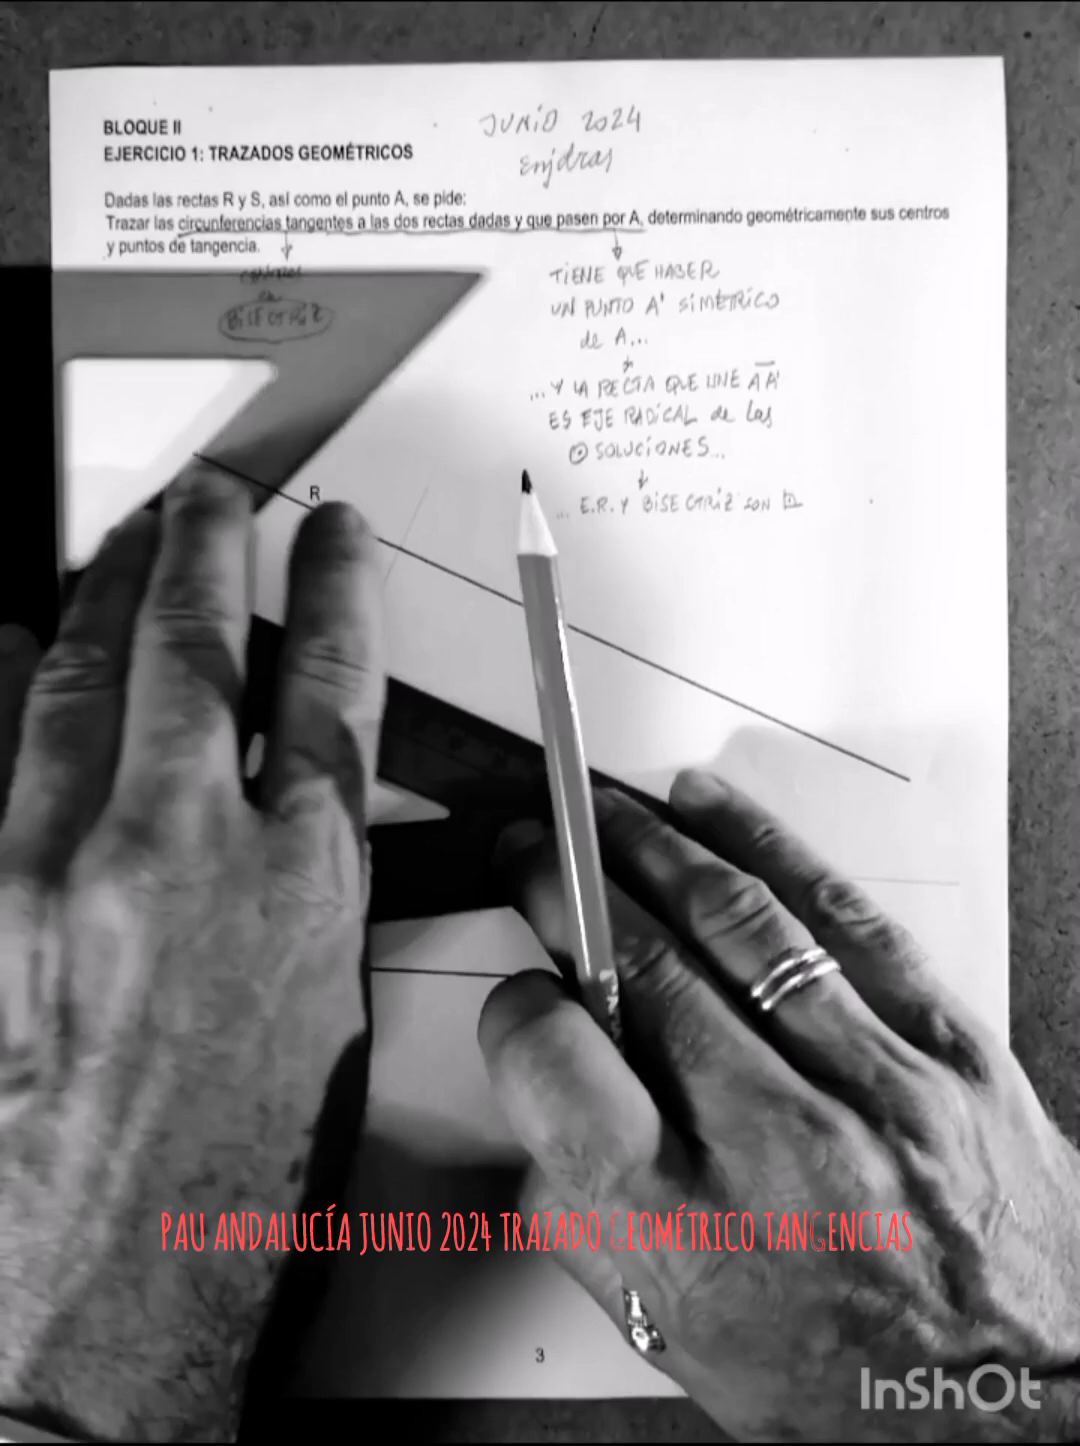 BLOQUE II
EJERCICIO 1: TRAZADOS GEOMÉTRICOS
JUNIO 2024
Dadas las rectas R y S, así como el punto A, se pide:
Trazar las circunferencias tangentes a las dos rectas dadas y que pasen por A, determinando geométricamente sus centros
y puntos de tangencia.
en
BISECTRIZ
TIENE QUE HABER
UN PUNTO A' SIMÉTRICO
de A...
...Y LA RECTA QUE UNE AA'
ES EJE RADICAL de las
SOLUCIONES...
... E.R. Y BISECTRIZ SON
R
PAU ANDALUCÍA JUNIO 2024 TRAZADO GEOMÉTRICO TANGENCIAS
3
InShOt